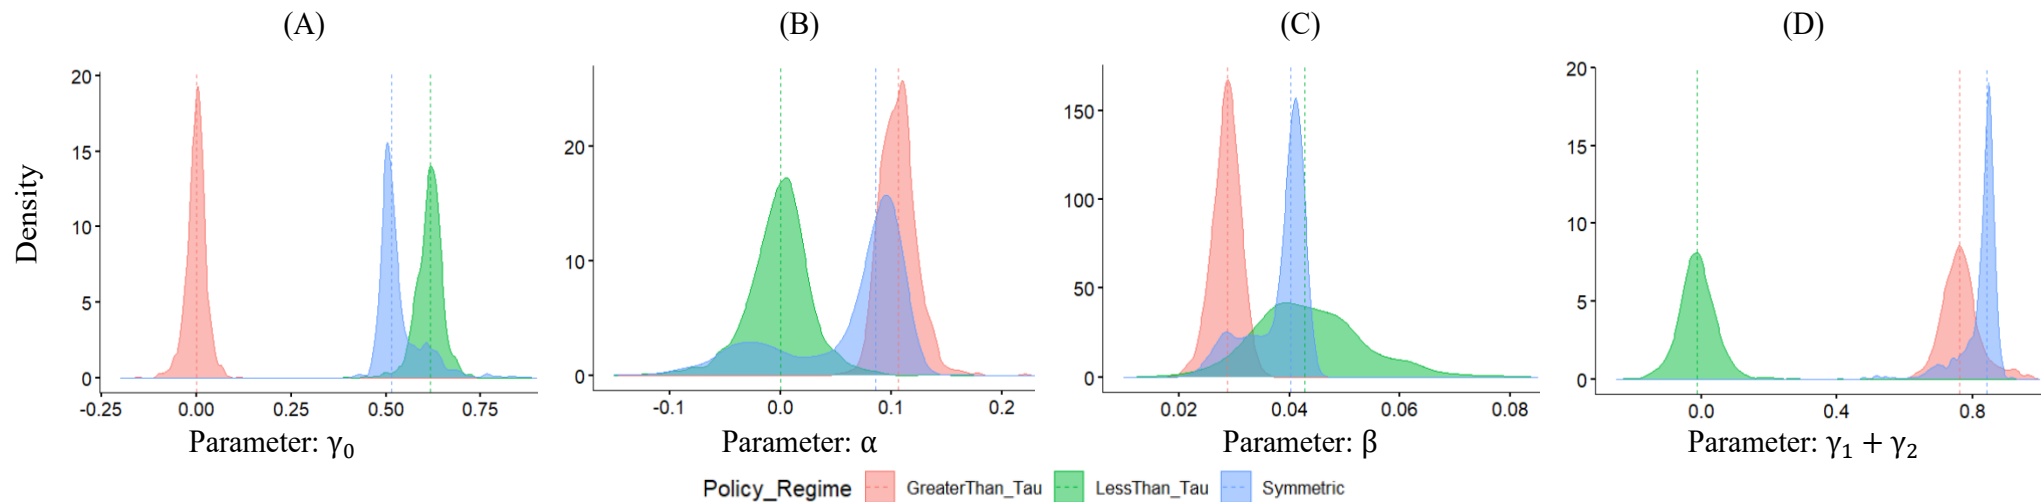 (A) (B) (C) (D)
Density
20
15
10
5
0
-0.25 0.00 0.25 0.50 0.75
Parameter: γ₀
20
10
0
-0.1 0.0 0.1 0.2
Parameter: α
150
100
50
0
0.02 0.04 0.06 0.08
Parameter: β
20
15
10
5
0
0.0 0.4 0.8
Parameter: γ₁ + γ₂
Policy_Regime GreaterThan_Tau LessThan_Tau Symmetric